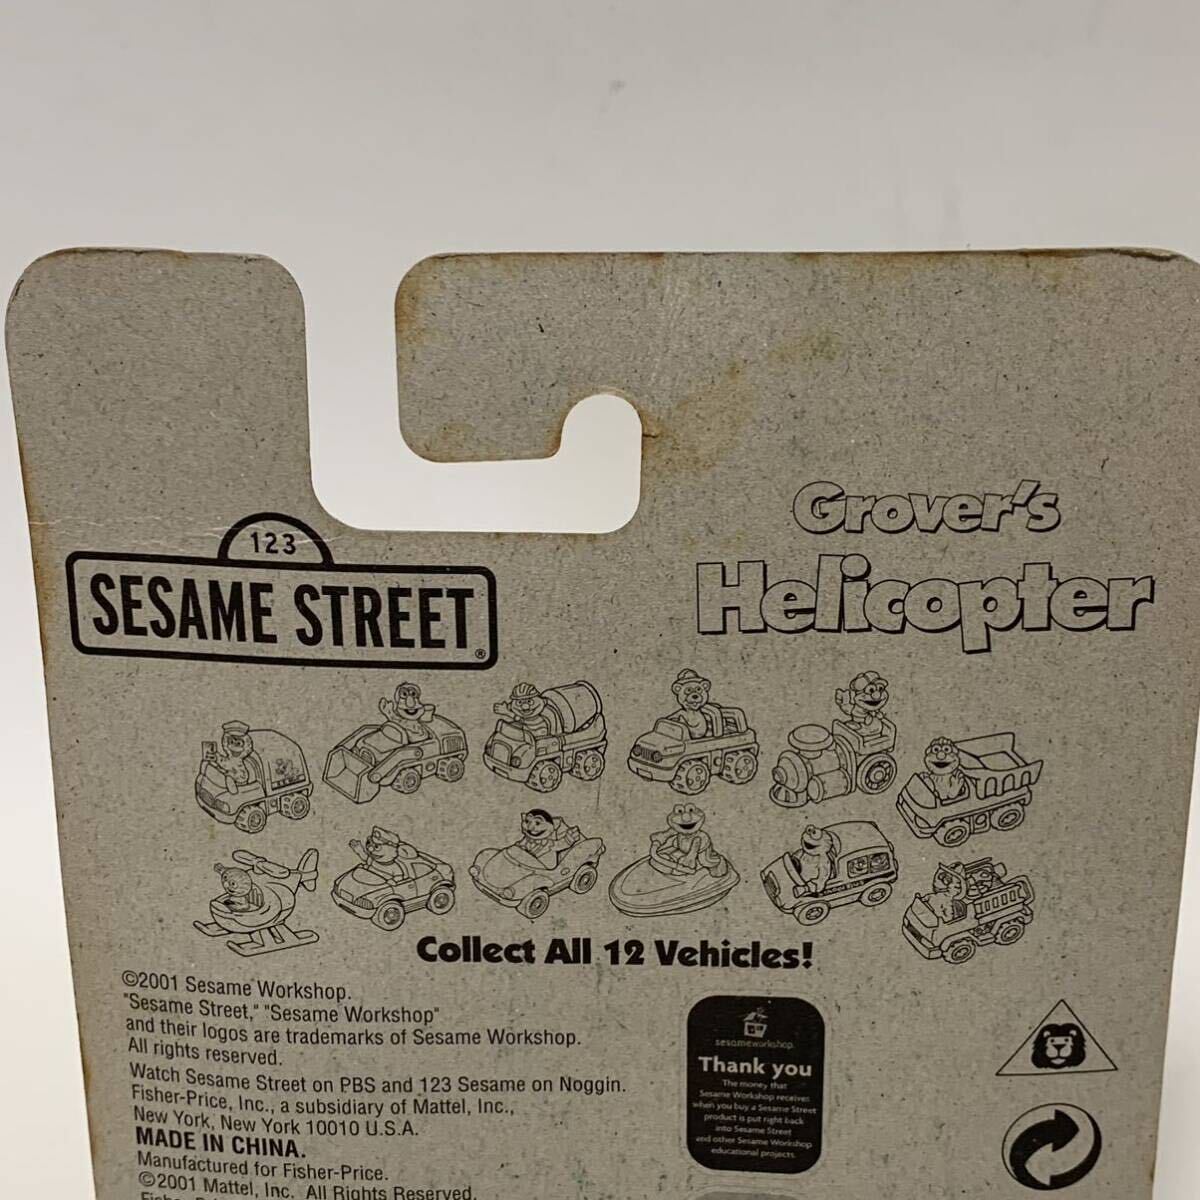 123
SESAME STREET®
Grover's
Helicopter
Collect All 12 Vehicles!
©2001 Sesame Workshop.
"Sesame Street," "Sesame Workshop"
and their logos are trademarks of Sesame Workshop.
All rights reserved.
Watch Sesame Street on PBS and 123 Sesame on Noggin.
Fisher-Price, Inc., a subsidiary of Mattel, Inc.,
New York, New York 10010 U.S.A.
MADE IN CHINA.
Manufactured for Fisher-Price.
©2001 Mattel, Inc. All Rights Reserved.
sesameworkshop
Thank you
The money that
Sesame Workshop receives
when you buy a Sesame Street
product is put right back
into Sesame Street
and other Sesame Workshop
educational projects.